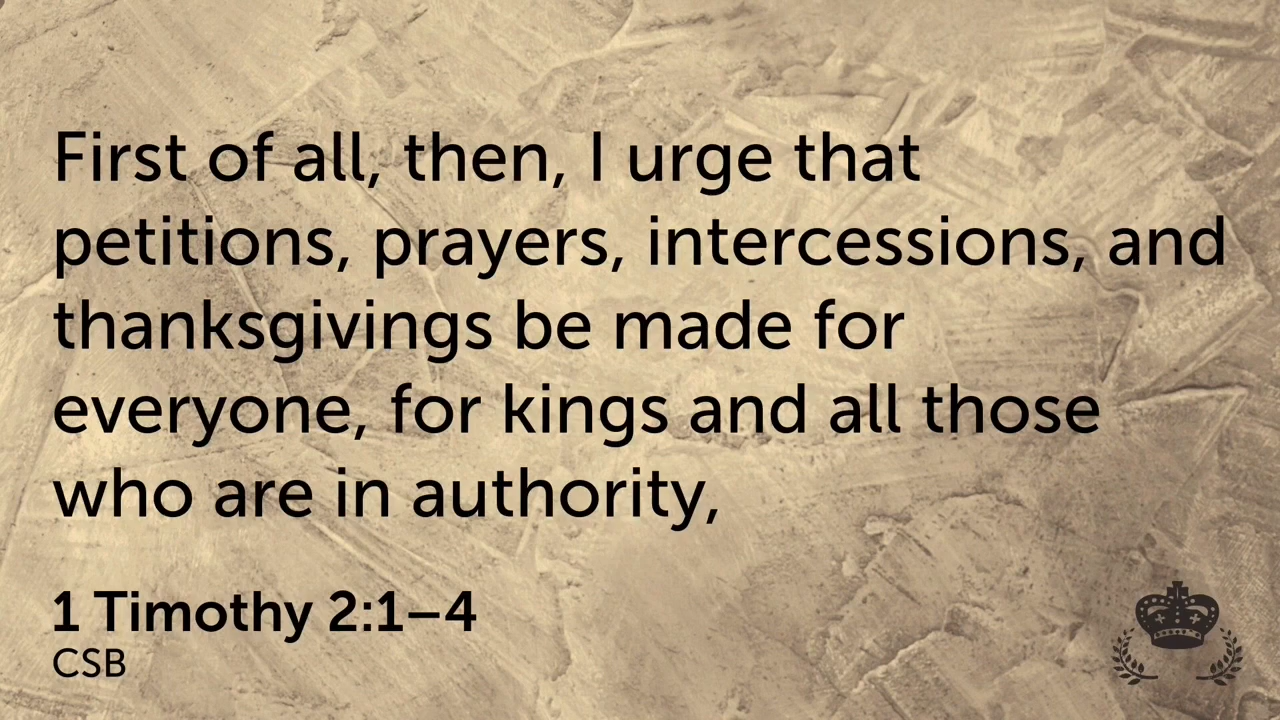 First of all, then, I urge that
petitions, prayers, intercessions, and
thanksgivings be made for
everyone, for kings and all those
who are in authority,
1 Timothy 2:1–4
CSB